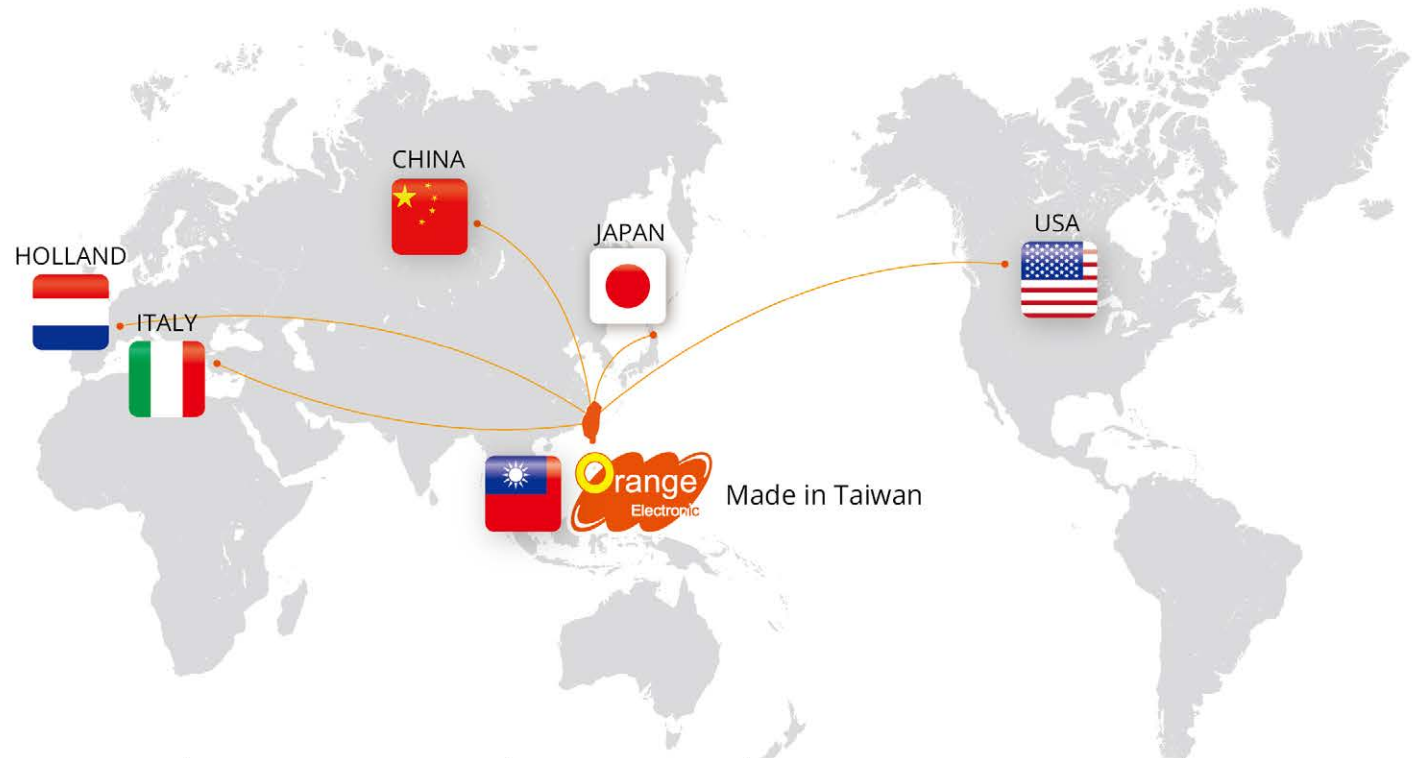 CHINA
JAPAN
USA
HOLLAND
ITALY
Orange
Electronic
Made in Taiwan